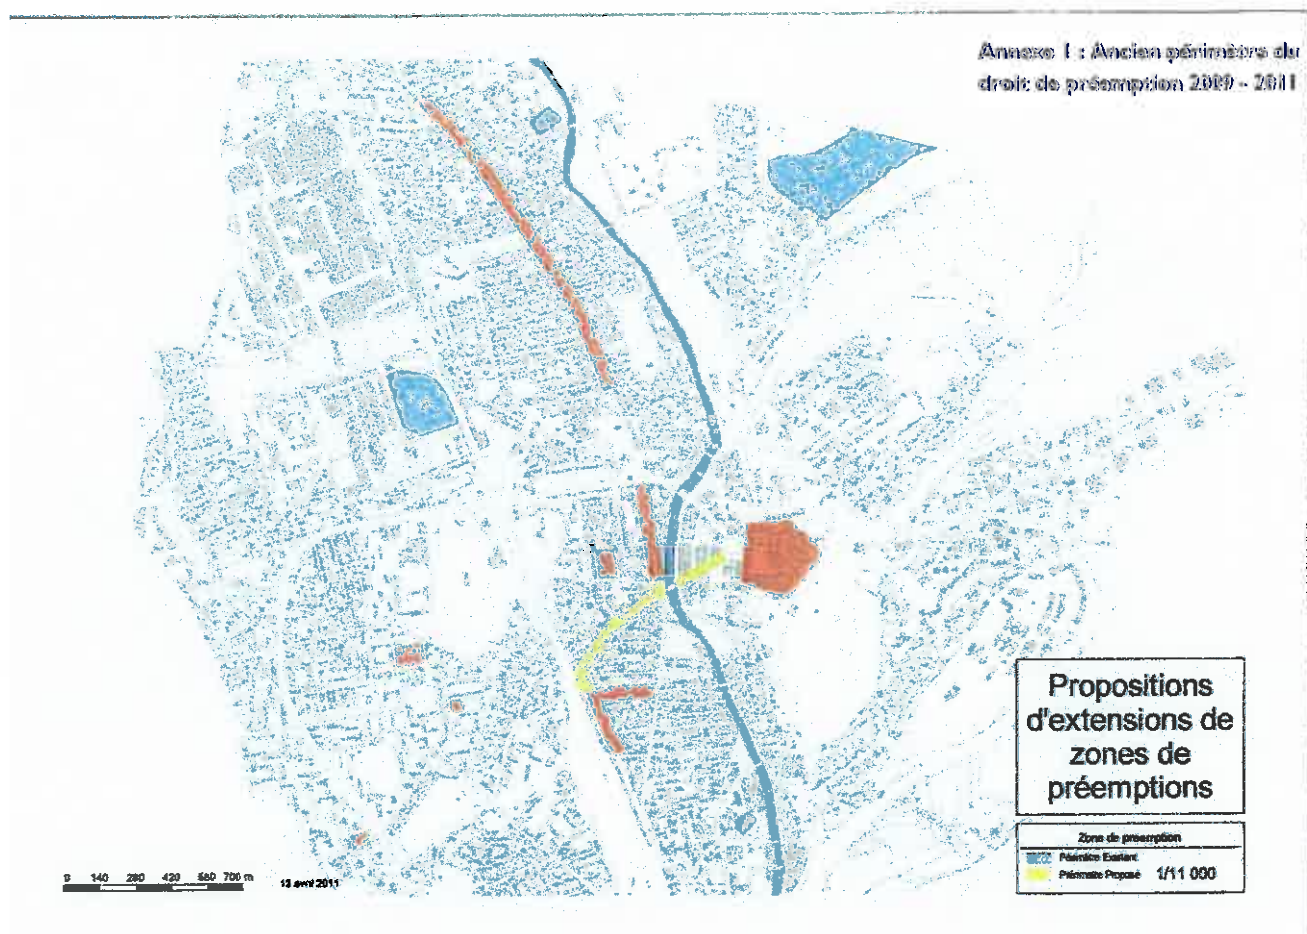 Annexe 1 : Ancien périmètre du
droit de préemption 2009 - 2011
Propositions
d'extensions de
zones de
préemptions
Zone de préemption
Périmètre Existant
Périmètre Proposé 1/11 000
0 140 280 420 560 700 m
13 avril 2011